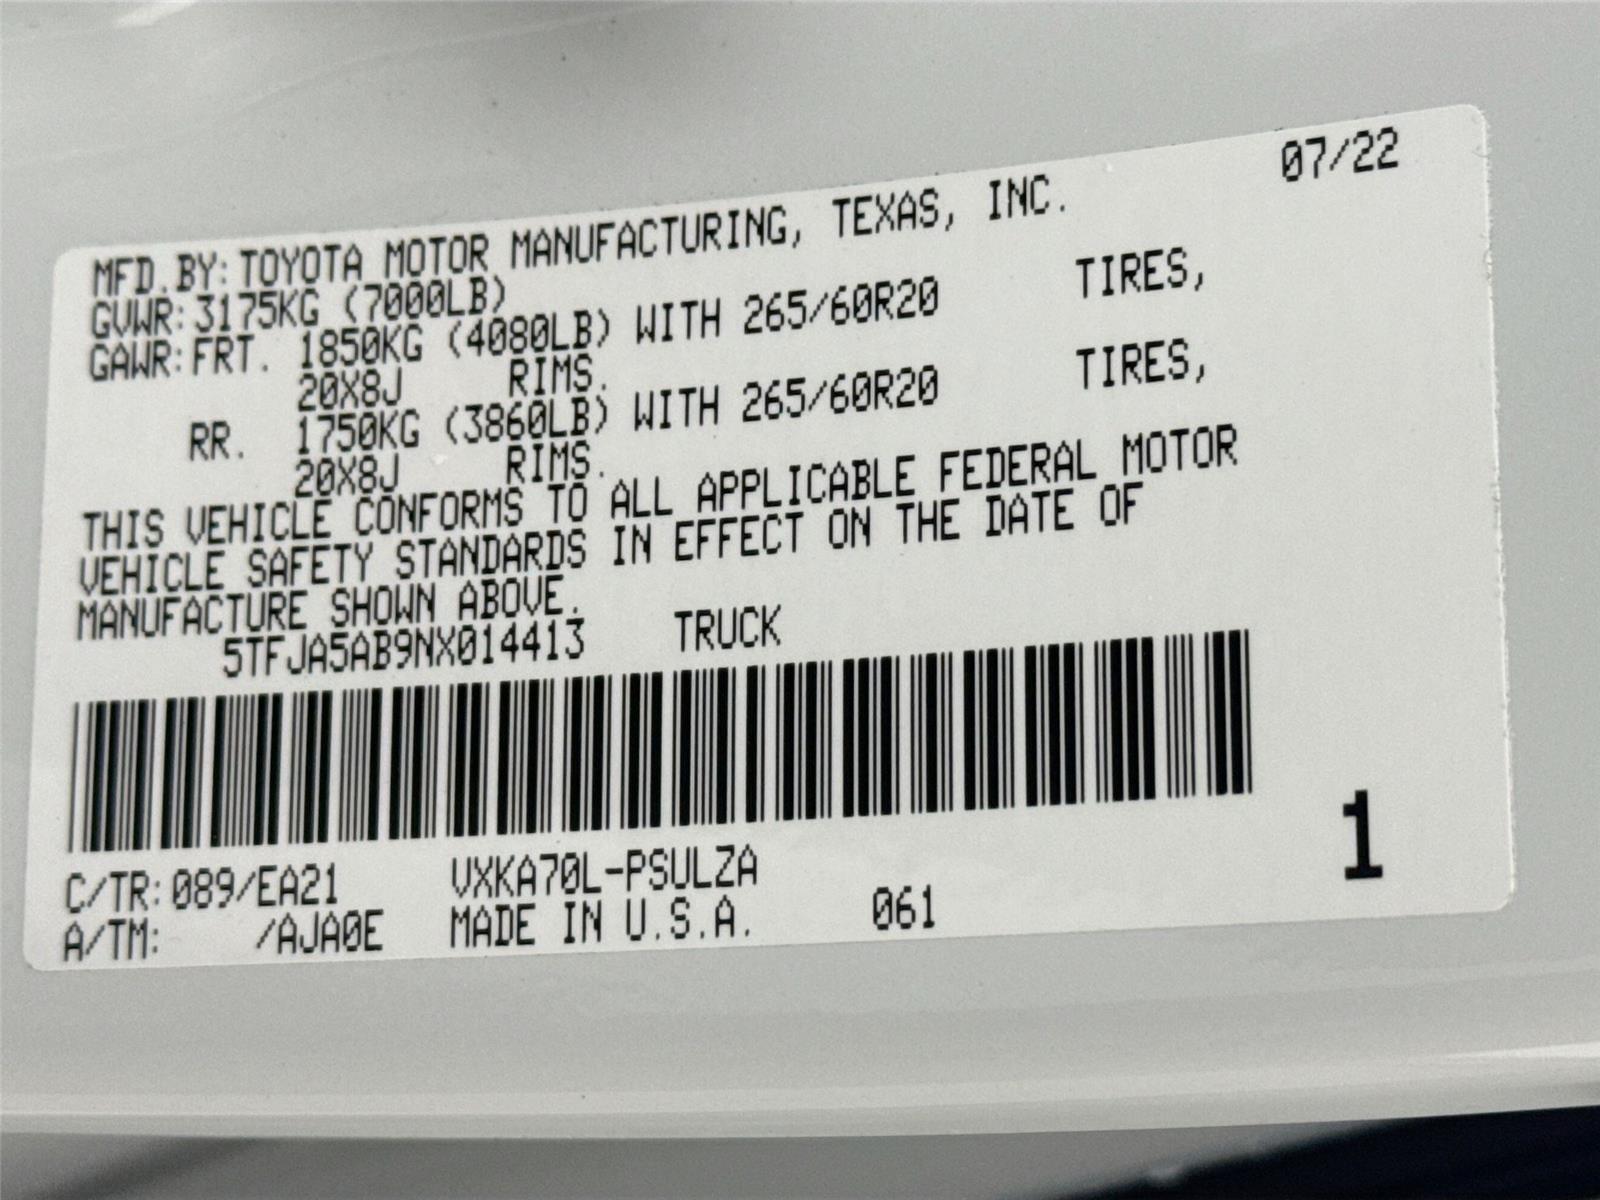 07/22
MFD.BY:TOYOTA MOTOR MANUFACTURING, TEXAS, INC.
GVWR:3175KG (7000LB)
GAWR:FRT. 1850KG (4080LB) WITH 265/60R20 TIRES,
20X8J RIMS.
RR. 1750KG (3860LB) WITH 265/60R20 TIRES,
20X8J RIMS.
THIS VEHICLE CONFORMS TO ALL APPLICABLE FEDERAL MOTOR
VEHICLE SAFETY STANDARDS IN EFFECT ON THE DATE OF
MANUFACTURE SHOWN ABOVE.
5TFJA5AB9NX014413 TRUCK
1
C/TR:089/EA21 VXKA70L-PSULZA
A/TM: /AJA0E MADE IN U.S.A. 061